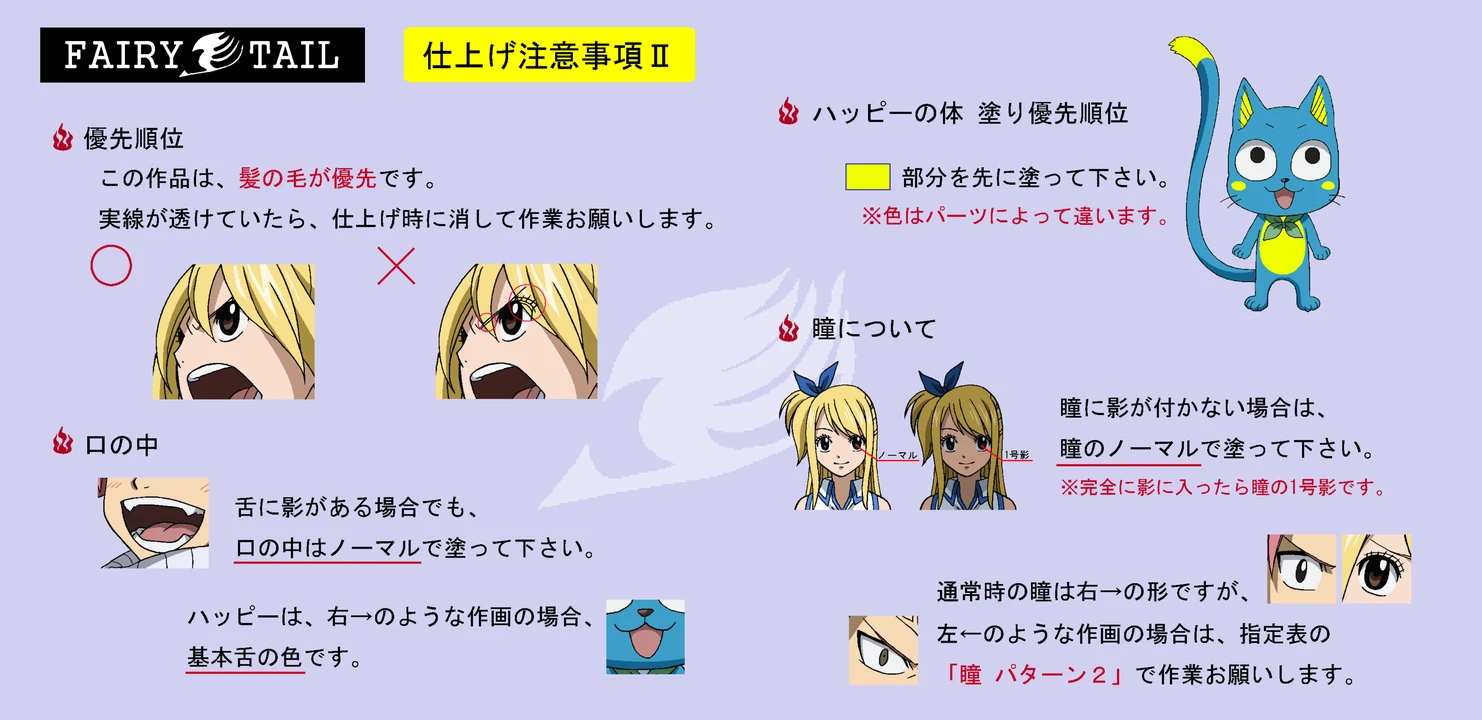 FAIRY TAIL
仕上げ注意事項Ⅱ
優先順位
この作品は、髪の毛が優先です。
実線が透けていたら、仕上げ時に消して作業お願いします。
○ ×
口の中
舌に影がある場合でも、
口の中はノーマルで塗って下さい。
ハッピーは、右→のような作画の場合、
基本舌の色です。
ハッピーの体 塗り優先順位
部分を先に塗って下さい。
※色はパーツによって違います。
瞳について
ノーマル
1号影
瞳に影が付かない場合は、
瞳のノーマルで塗って下さい。
※完全に影に入ったら瞳の1号影です。
通常時の瞳は右→の形ですが、
左←のような作画の場合は、指定表の
「瞳 パターン2」で作業お願いします。